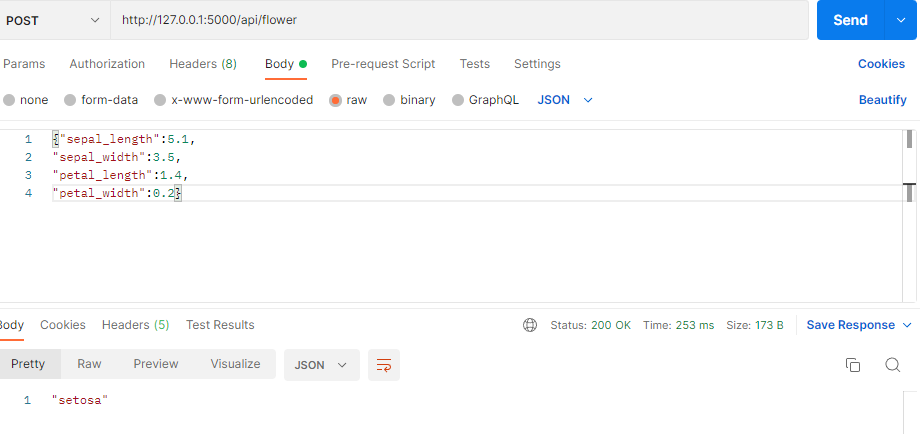 POST http://127.0.0.1:5000/api/flower Send
Params Authorization Headers (8) Body Pre-request Script Tests Settings Cookies
none form-data x-www-form-urlencoded raw binary GraphQL JSON Beautify
1 {"sepal_length":5.1,
2 "sepal_width":3.5,
3 "petal_length":1.4,
4 "petal_width":0.2}
Body Cookies Headers (5) Test Results Status: 200 OK Time: 253 ms Size: 173 B Save Response
Pretty Raw Preview Visualize JSON
1 "setosa"